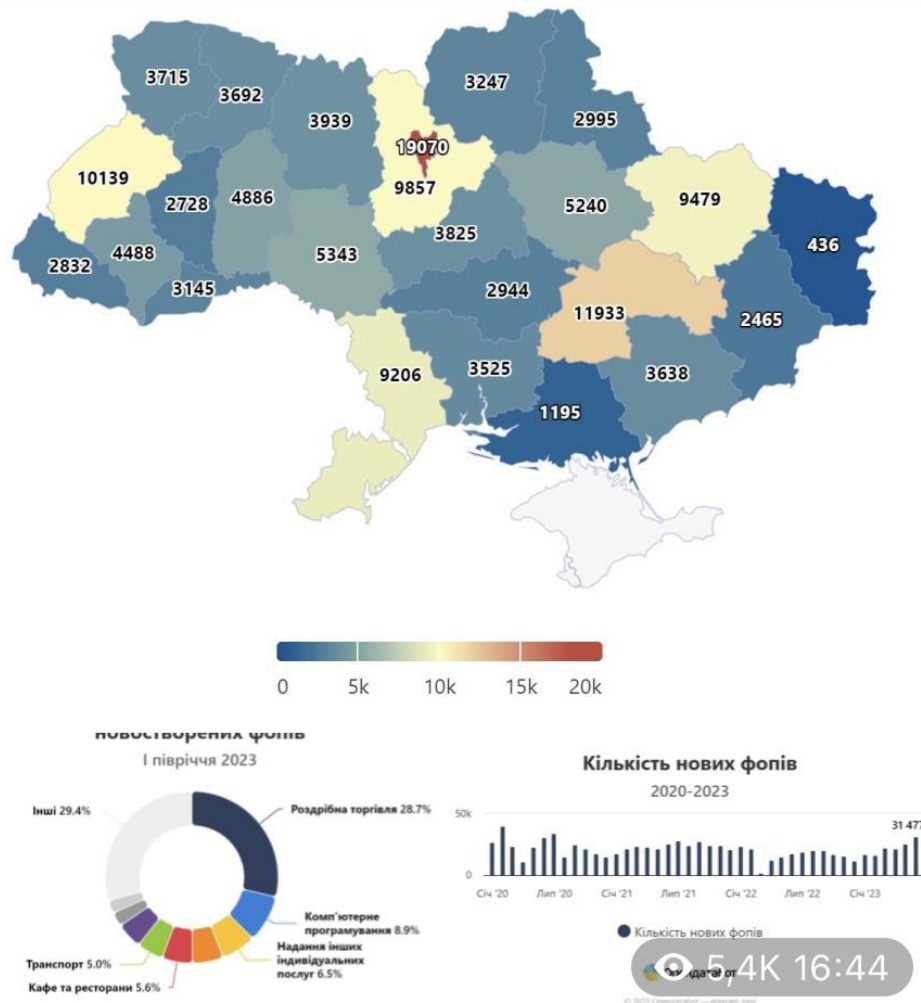 3715
3692
3939
3247
2995
19070
10139
9857
9479
2728
4886
5240
436
4488
3825
5343
2832
3145
2944
11933
2465
9206
3525
3638
1195
0 5k 10k 15k 20k
новостворених фопів
І півріччя 2023
Інші 29.4%
Роздрібна торгівля 28.7%
Комп'ютерне
програмування 8.9%
Надання інших
індивідуальних
послуг 6.5%
Транспорт 5.0%
Кафе та ресторани 5.6%
Кількість нових фопів
2020-2023
50k
31 477
0
Січ '20 Лип '20 Січ '21 Лип '21 Січ '22 Лип '22 Січ '23
Кількість нових фопів
Опендатабот
5,4K 16:44